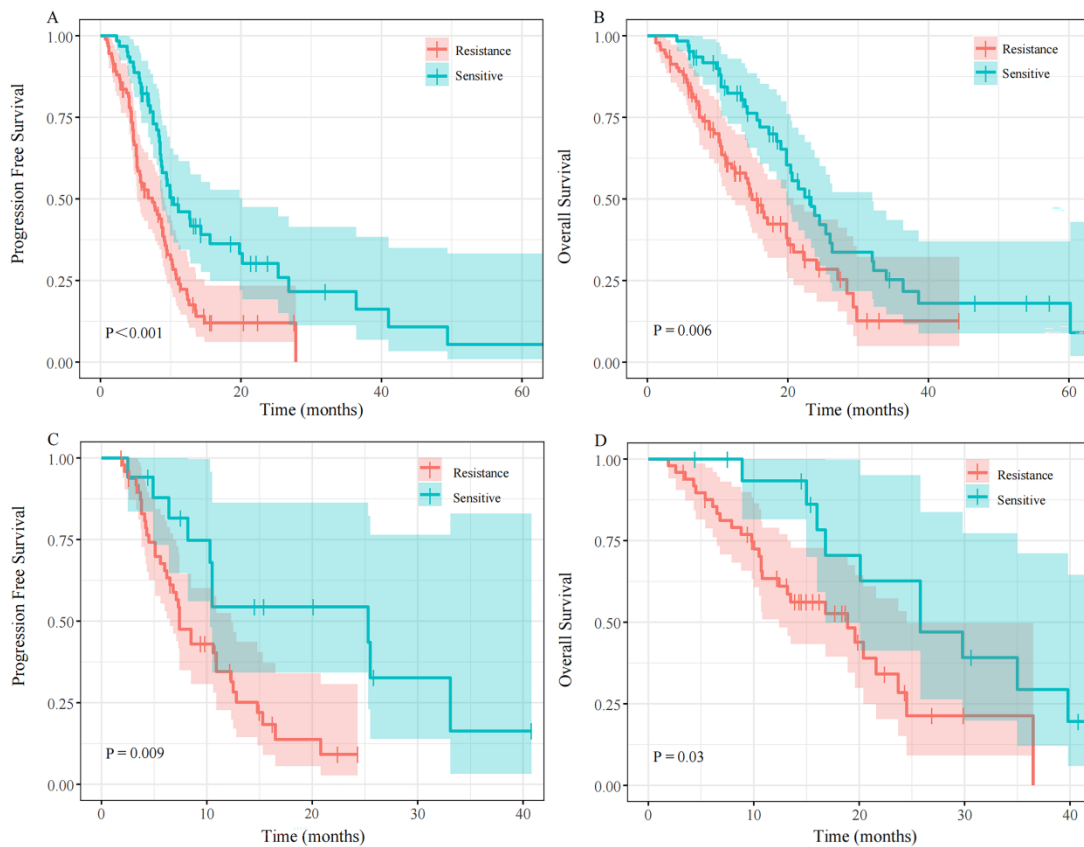 A
Progression Free Survival
1.00
0.75
0.50
0.25
0.00
Resistance
Sensitive
P＜0.001
0
20
40
60
Time (months)
B
Overall Survival
1.00
0.75
0.50
0.25
0.00
Resistance
Sensitive
P = 0.006
0
20
40
60
Time (months)
C
Progression Free Survival
1.00
0.75
0.50
0.25
0.00
Resistance
Sensitive
P = 0.009
0
10
20
30
40
Time (months)
D
Overall Survival
1.00
0.75
0.50
0.25
0.00
Resistance
Sensitive
P = 0.03
0
10
20
30
40
Time (months)